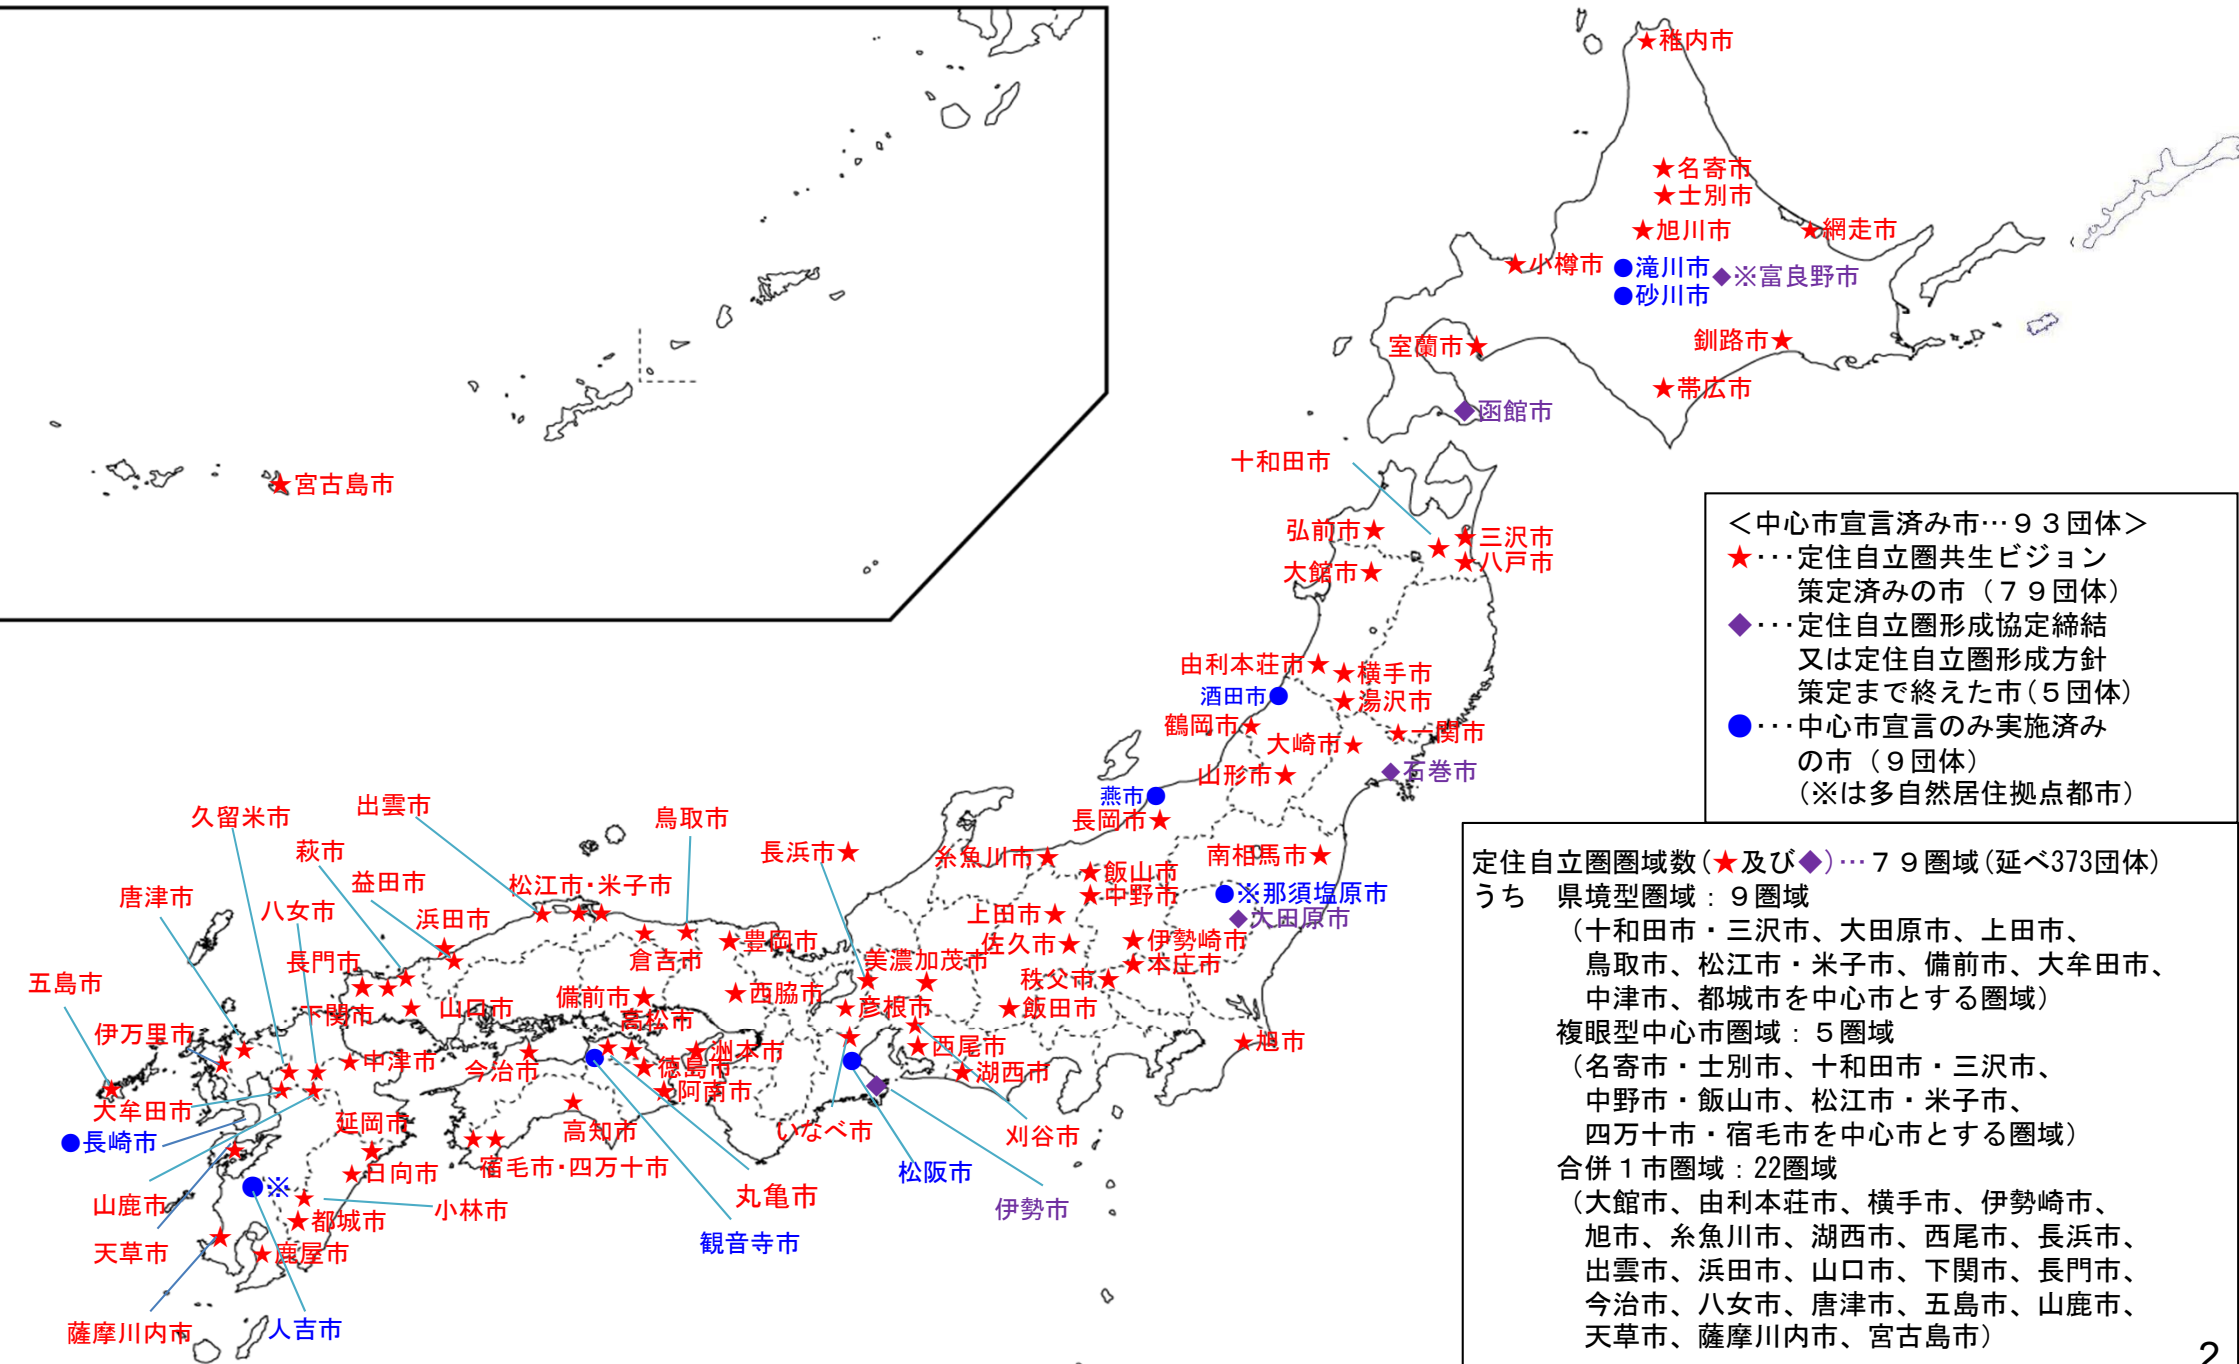 ★稚内市
★名寄市
★士別市
★旭川市
★網走市
★小樽市
●滝川市
◆※富良野市
●砂川市
室蘭市★
釧路市★
★帯広市
◆函館市
十和田市
★宮古島市
弘前市★
★三沢市
大館市★
★八戸市
＜中心市宣言済み市…９３団体＞
★･･･定住自立圏共生ビジョン
策定済みの市（７９団体）
◆･･･定住自立圏形成協定締結
又は定住自立圏形成方針
策定まで終えた市(５団体)
●･･･中心市宣言のみ実施済み
の市（９団体）
（※は多自然居住拠点都市）
由利本荘市★
★横手市
酒田市●
★湯沢市
鶴岡市★
★一関市
大崎市★
山形市★
◆石巻市
燕市●
長岡市★
出雲市
久留米市
鳥取市
萩市
長浜市★
糸魚川市★
南相馬市★
★飯山市
益田市
松江市・米子市
唐津市
★中野市
●※那須塩原市
八女市
浜田市
上田市★
◆大田原市
★豊岡市
佐久市★
★伊勢崎市
長門市
倉吉市
美濃加茂市
★本庄市
五島市
秩父市★
備前市★
★西脇市
下関市
山口市
★彦根市
★飯田市
高松市
伊万里市
★西尾市
★旭市
★中津市
今治市
★洲本市
★徳島市
★湖西市
★阿南市
大牟田市
延岡市
高知市
いなべ市
刈谷市
●長崎市
宿毛市・四万十市
★日向市
松阪市
●※
丸亀市
山鹿市
小林市
伊勢市
★都城市
観音寺市
天草市
★鹿屋市
薩摩川内市
人吉市
定住自立圏圏域数(★及び◆)…７９圏域(延べ373団体)
うち　県境型圏域：９圏域
（十和田市・三沢市、大田原市、上田市、
鳥取市、松江市・米子市、備前市、大牟田市、
中津市、都城市を中心市とする圏域）
複眼型中心市圏域：５圏域
（名寄市・士別市、十和田市・三沢市、
中野市・飯山市、松江市・米子市、
四万十市・宿毛市を中心市とする圏域）
合併１市圏域：22圏域
（大館市、由利本荘市、横手市、伊勢崎市、
旭市、糸魚川市、湖西市、西尾市、長浜市、
出雲市、浜田市、山口市、下関市、長門市、
今治市、八女市、唐津市、五島市、山鹿市、
天草市、薩摩川内市、宮古島市）
2